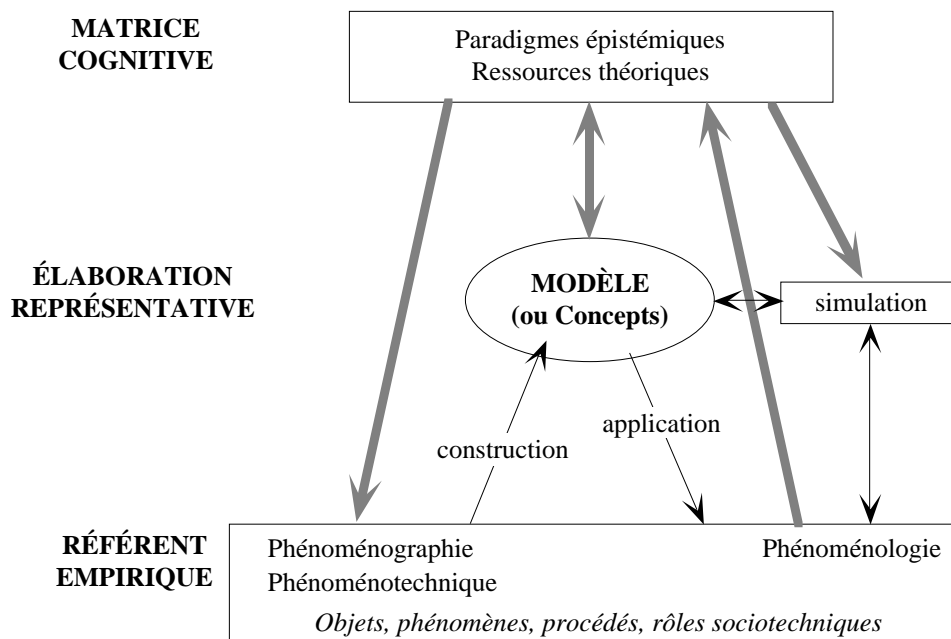 MATRICE
COGNITIVE
Paradigmes épistémiques
Ressources théoriques
ÉLABORATION
REPRÉSENTATIVE
MODÈLE
(ou Concepts)
simulation
application
construction
RÉFÉRENT
EMPIRIQUE
Phénoménographie
Phénoménotechnique
Phénoménologie
Objets, phénomènes, procédés, rôles sociotechniques